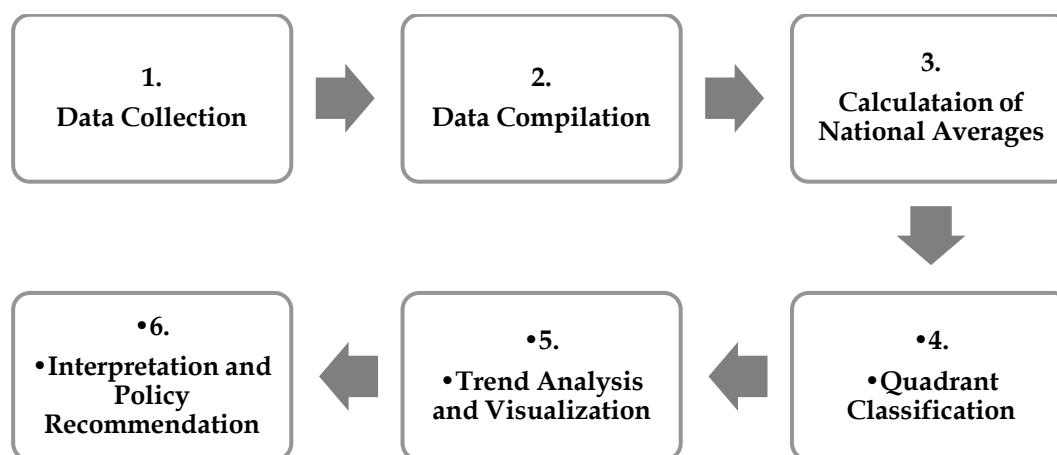 1.
Data Collection
2.
Data Compilation
3.
Calculataion of
National Averages
•4.
•Quadrant
Classification
•5.
•Trend Analysis
and Visualization
•6.
•Interpretation and
Policy
Recommendation